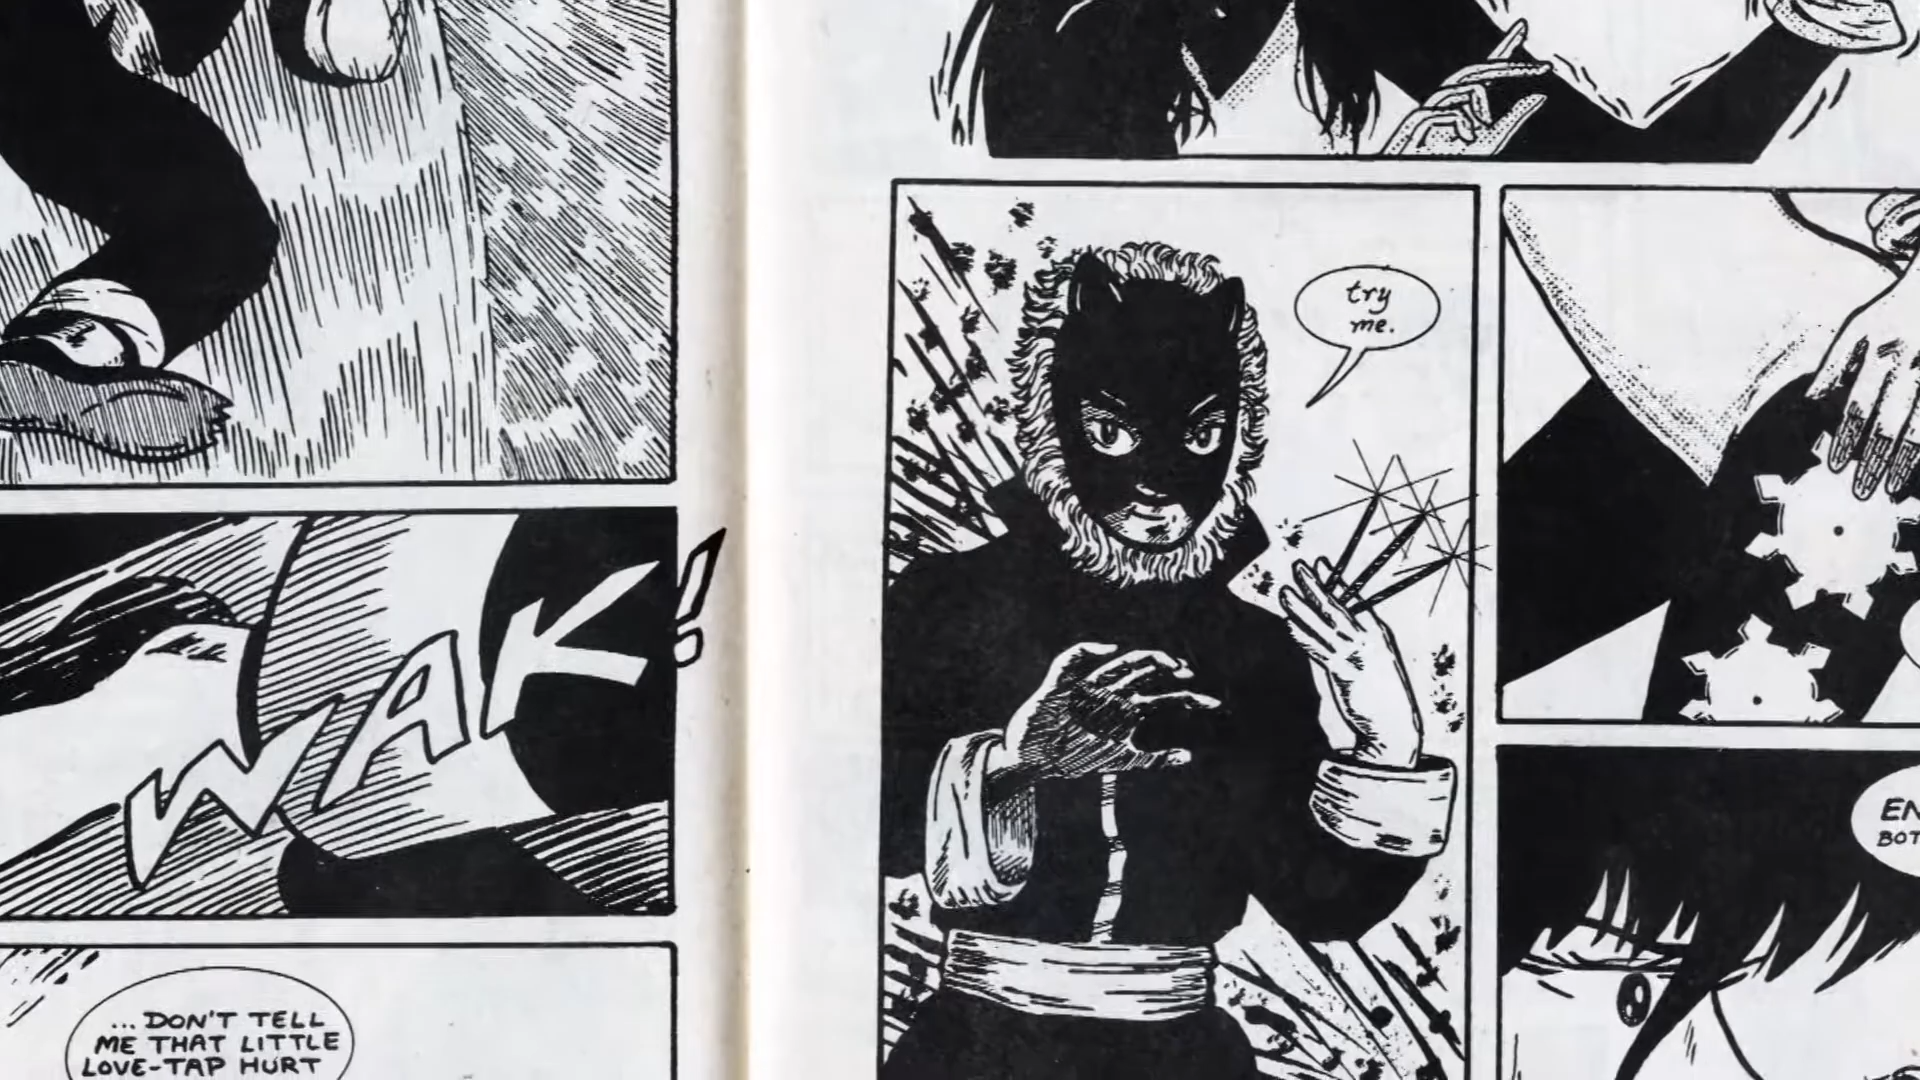 WAK!
... DON'T TELL
ME THAT LITTLE
LOVE-TAP HURT
try
me.